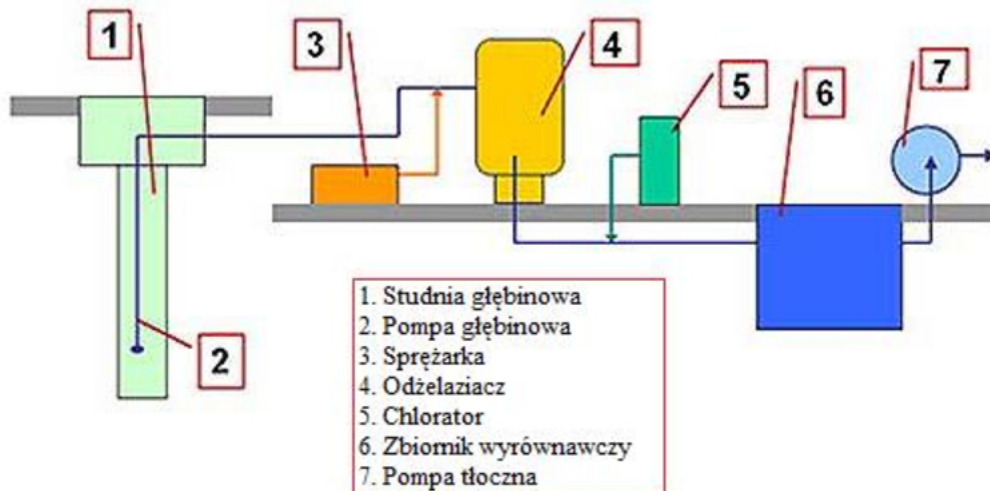 1
3
4
5
6
7
2
1. Studnia głębinowa
2. Pompa głębinowa
3. Sprężarka
4. Odżelaziacz
5. Chlorator
6. Zbiornik wyrównawczy
7. Pompa tłoczna